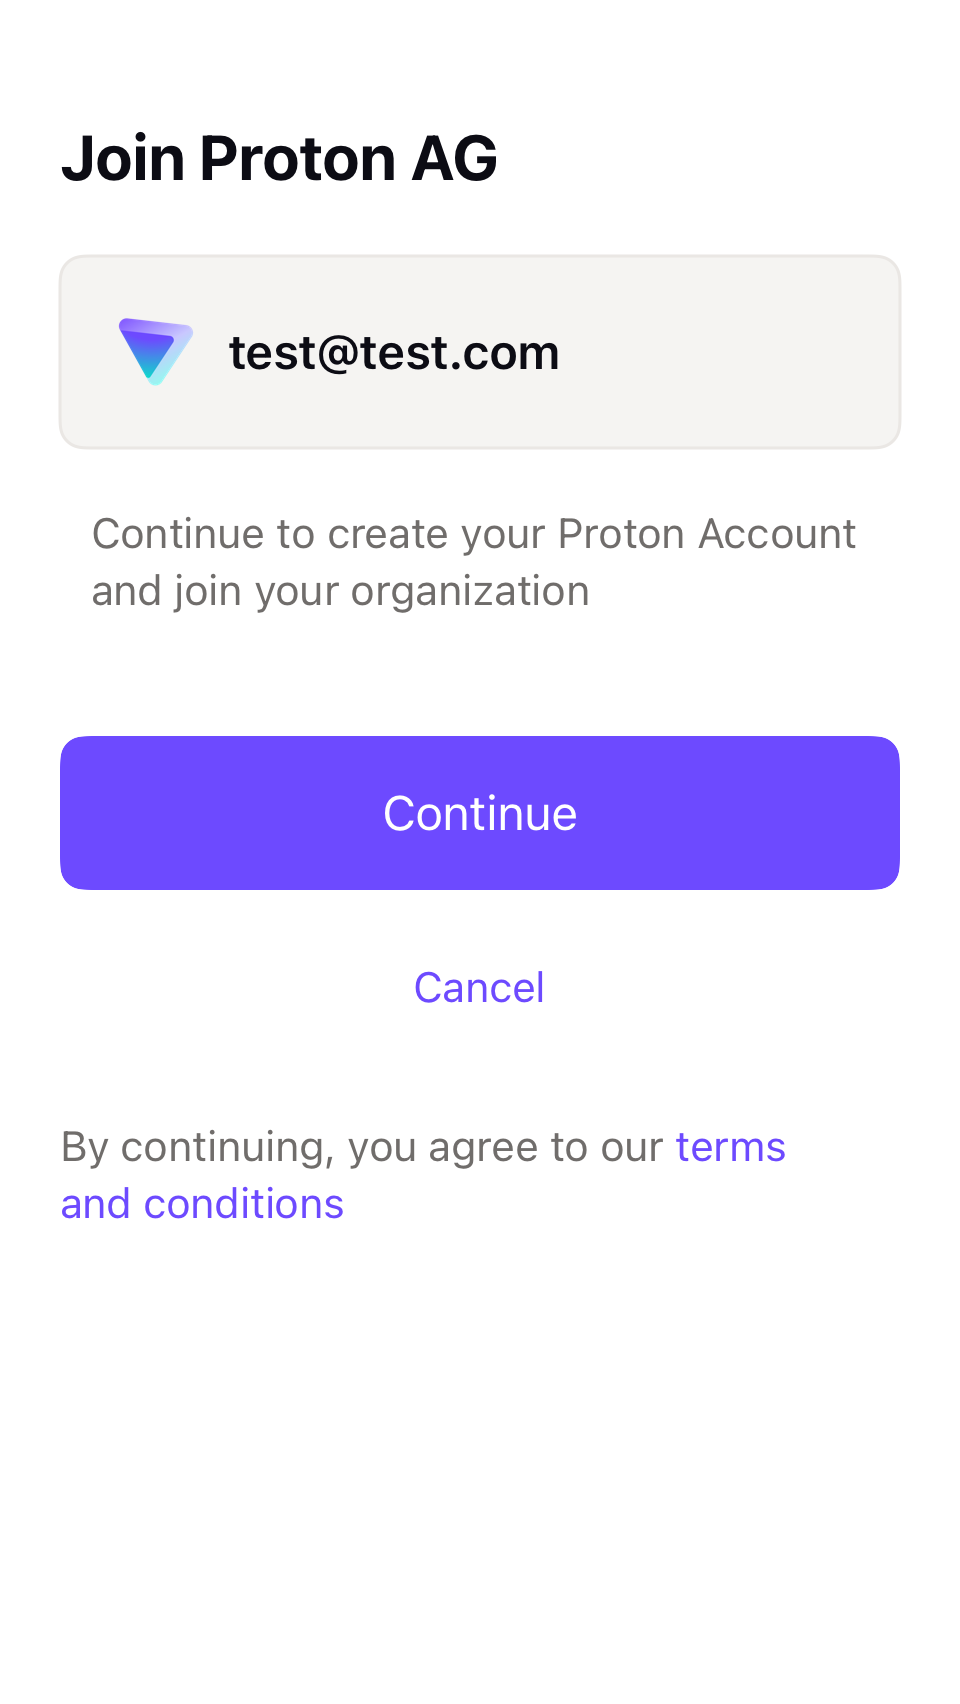 Join Proton AG
test@test.com
Continue to create your Proton Account
and join your organization
Continue
Cancel
By continuing, you agree to our terms
and conditions